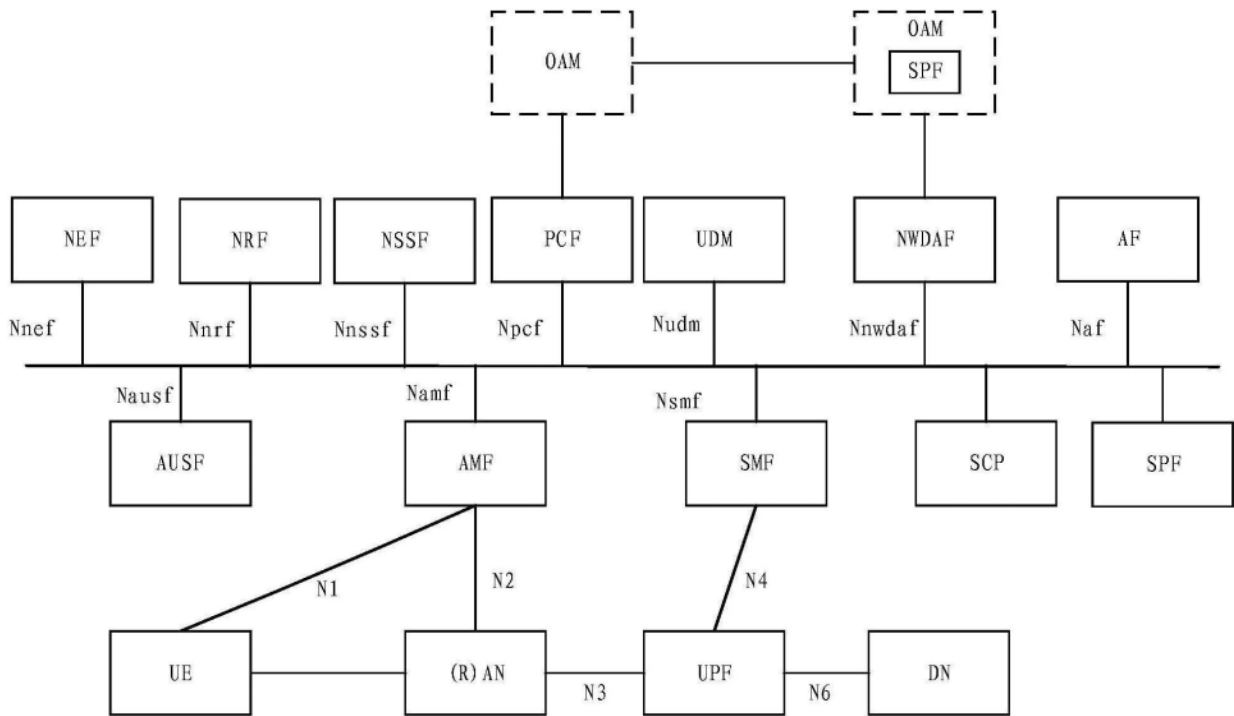 OAM
OAM
SPF
NEF
NRF
NSSF
PCF
UDM
NWDAF
AF
Nnef
Nnrf
Nnssf
Npcf
Nudm
Nnwdaf
Naf
Nausf
Namf
Nsmf
AUSF
AMF
SMF
SCP
SPF
N1
N2
N4
UE
(R)AN
UPF
DN
N3
N6